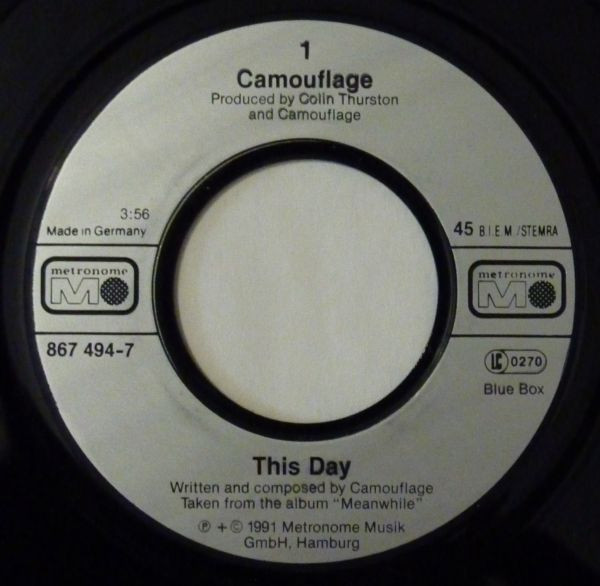 1
Camouflage
Produced by Colin Thurston
and Camouflage
3:56
Made in Germany
45 B.I.E M./STEMRA
metronome
M
metronome
M
867 494-7
LC 0270
Blue Box
This Day
Written and composed by Camouflage
Taken from the album "Meanwhile"
℗ + © 1991 Metronome Musik
GmbH, Hamburg